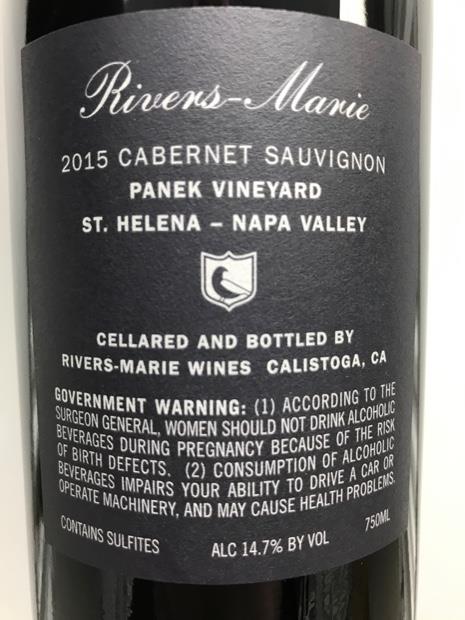 Rivers-Marie
2015 CABERNET SAUVIGNON
PANEK VINEYARD
ST. HELENA – NAPA VALLEY
CELLARED AND BOTTLED BY
RIVERS-MARIE WINES CALISTOGA, CA
GOVERNMENT WARNING: (1) ACCORDING TO THE
SURGEON GENERAL, WOMEN SHOULD NOT DRINK ALCOHOLIC
BEVERAGES DURING PREGNANCY BECAUSE OF THE RISK
OF BIRTH DEFECTS. (2) CONSUMPTION OF ALCOHOLIC
BEVERAGES IMPAIRS YOUR ABILITY TO DRIVE A CAR OR
OPERATE MACHINERY, AND MAY CAUSE HEALTH PROBLEMS.
CONTAINS SULFITES ALC 14.7% BY VOL 750ML